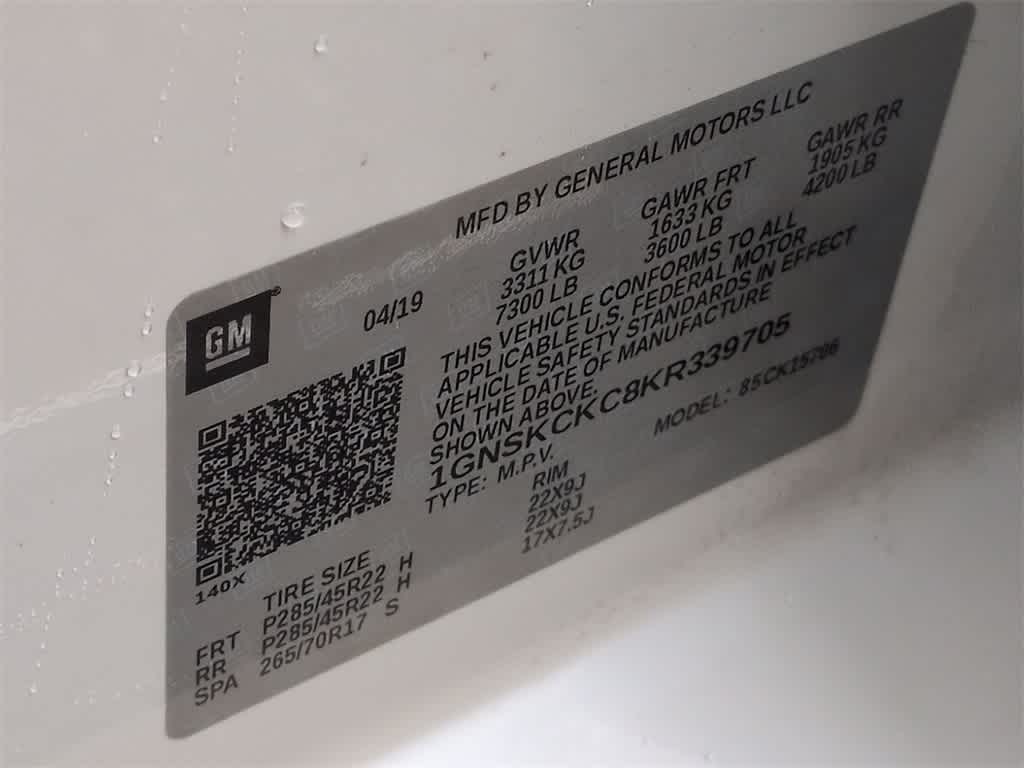 MFD BY GENERAL MOTORS LLC
GM
04/19
GVWR GAWR FRT GAWR RR
3311 KG 1633 KG 1905 KG
7300 LB 3600 LB 4200 LB
THIS VEHICLE CONFORMS TO ALL
APPLICABLE U.S. FEDERAL MOTOR
VEHICLE SAFETY STANDARDS IN EFFECT
ON THE DATE OF MANUFACTURE
SHOWN ABOVE.
1GNSKCKC8KR339705
TYPE: M.P.V. MODEL: 85CK15706
140X
TIRE SIZE RIM
FRT P285/45R22 H 22X9J
RR P285/45R22 H 22X9J
SPA 265/70R17 S 17X7.5J